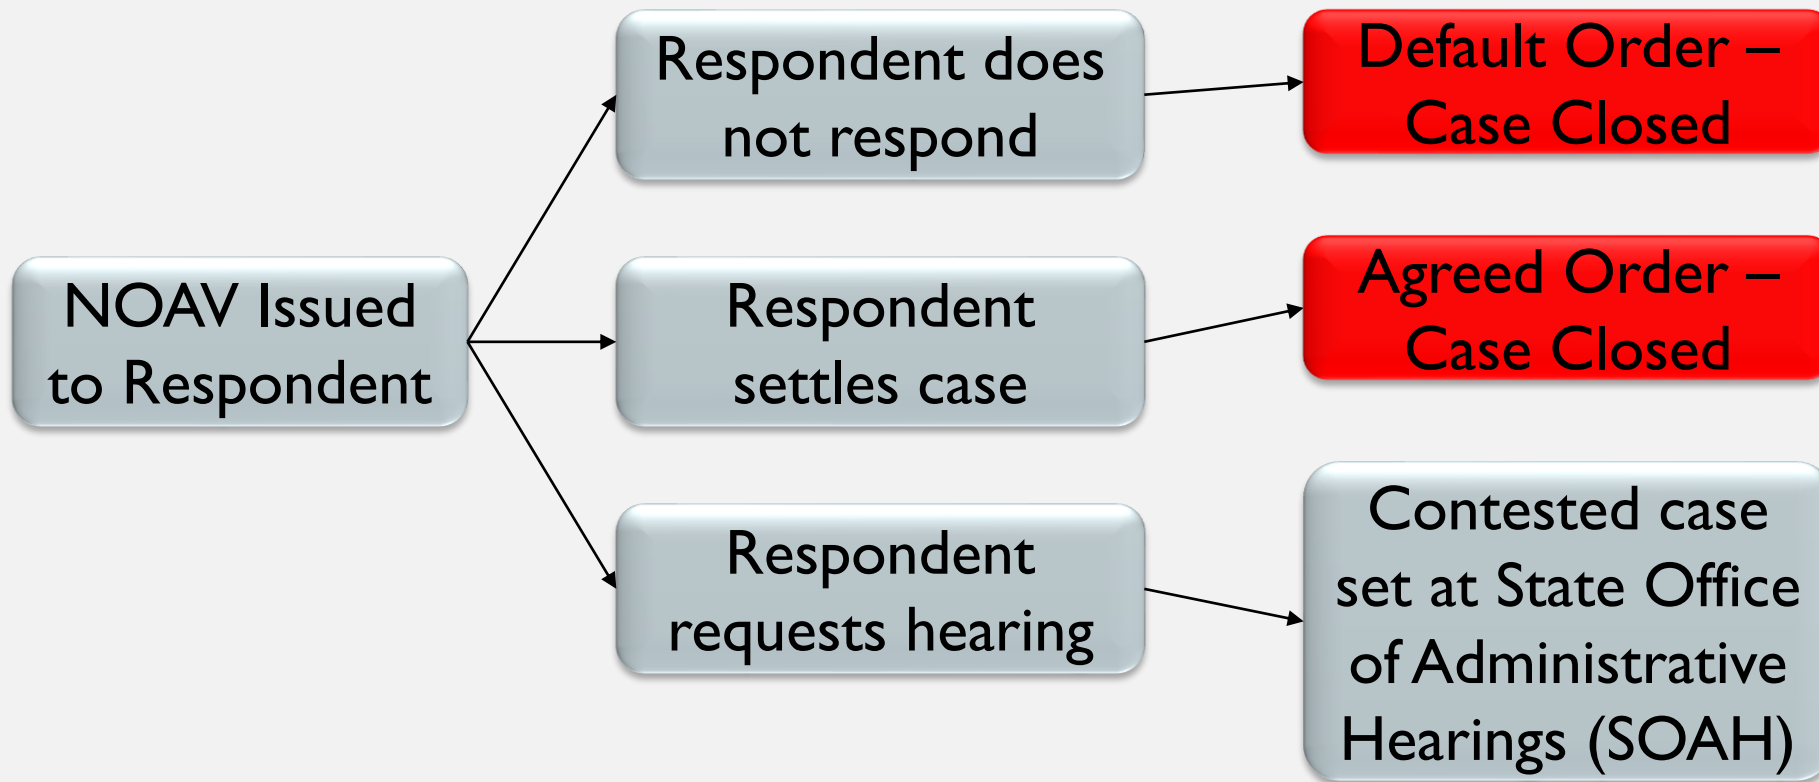 NOAV Issued
to Respondent
Respondent does
not respond
Default Order –
Case Closed
Respondent
settles case
Agreed Order –
Case Closed
Respondent
requests hearing
Contested case
set at State Office
of Administrative
Hearings (SOAH)